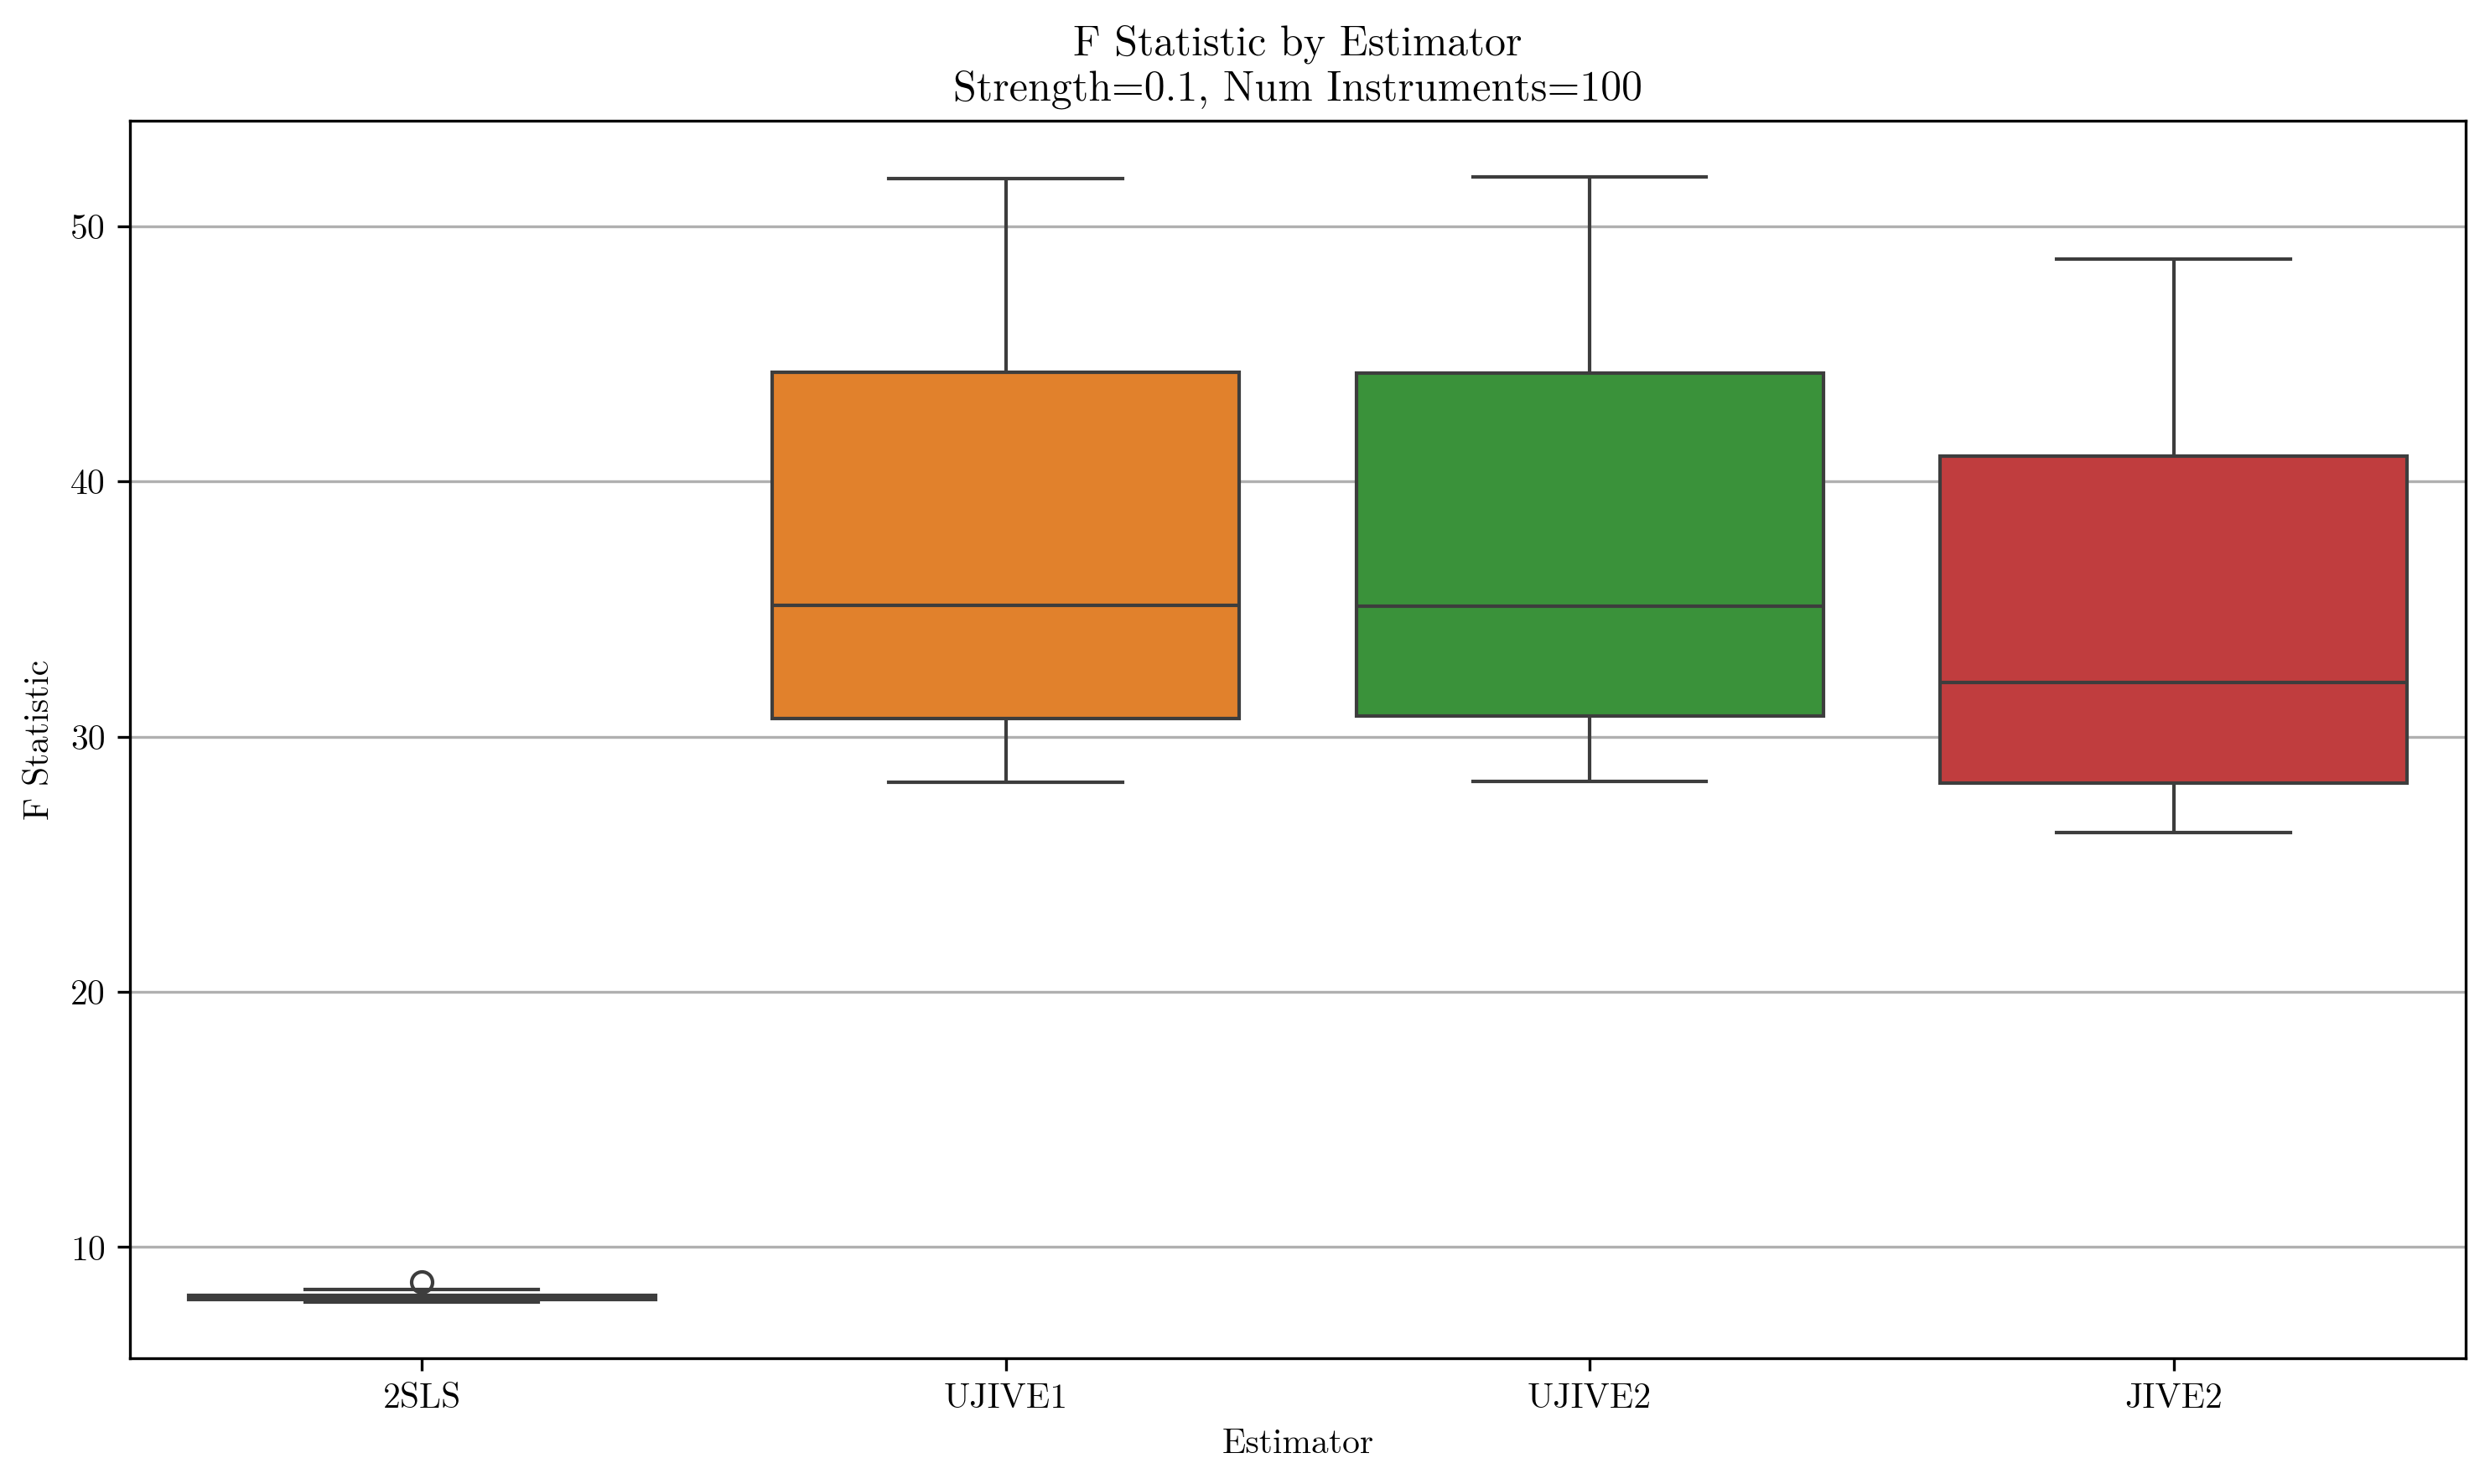 F Statistic by Estimator
Strength=0.1, Num Instruments=100
F Statistic
50
40
30
20
10
2SLS
UJIVE1
UJIVE2
JIVE2
Estimator